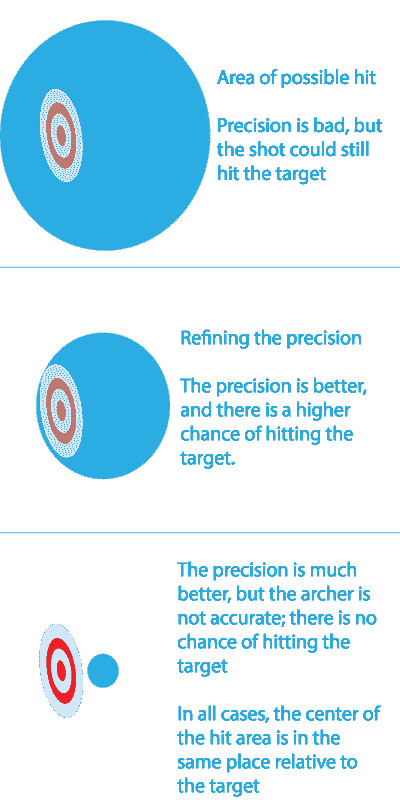 Area of possible hit
Precision is bad, but
the shot could still
hit the target
Refining the precision
The precision is better,
and there is a higher
chance of hitting the
target.
The precision is much
better, but the archer is
not accurate; there is no
chance of hitting the
target
In all cases, the center of
the hit area is in the
same place relative to
the target